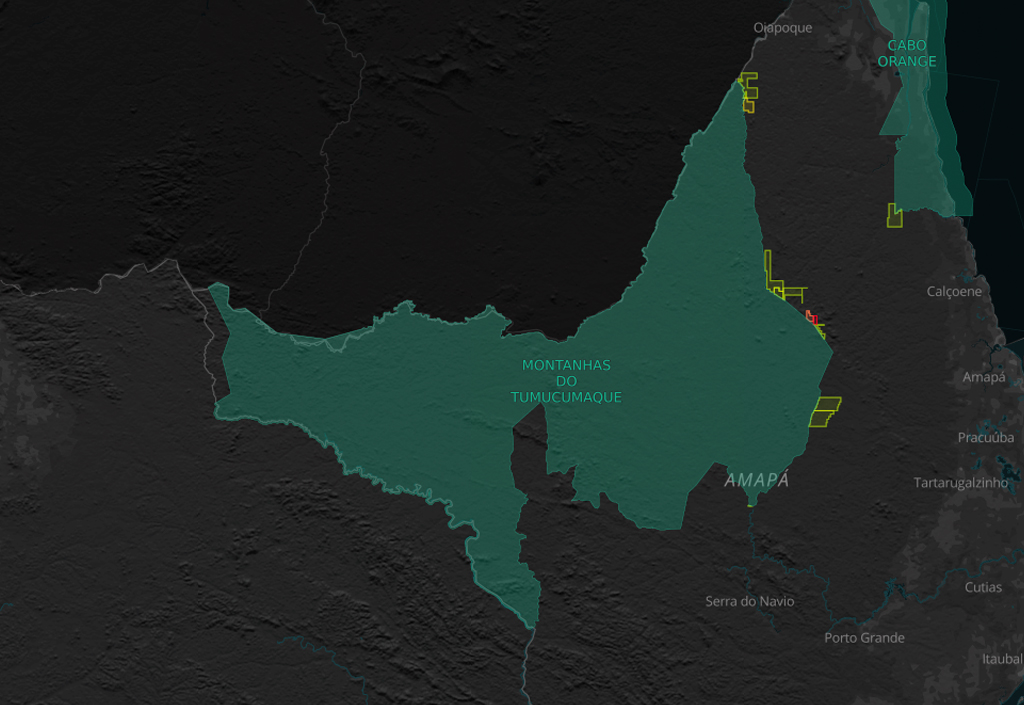 Oiapoque
CABO
ORANGE
Calçoene
MONTANHAS
DO
TUMUCUMAQUE
Amapá
Pracuúba
AMAPÁ
Tartarugalzinho
Cutias
Serra do Navio
Porto Grande
Itaubal